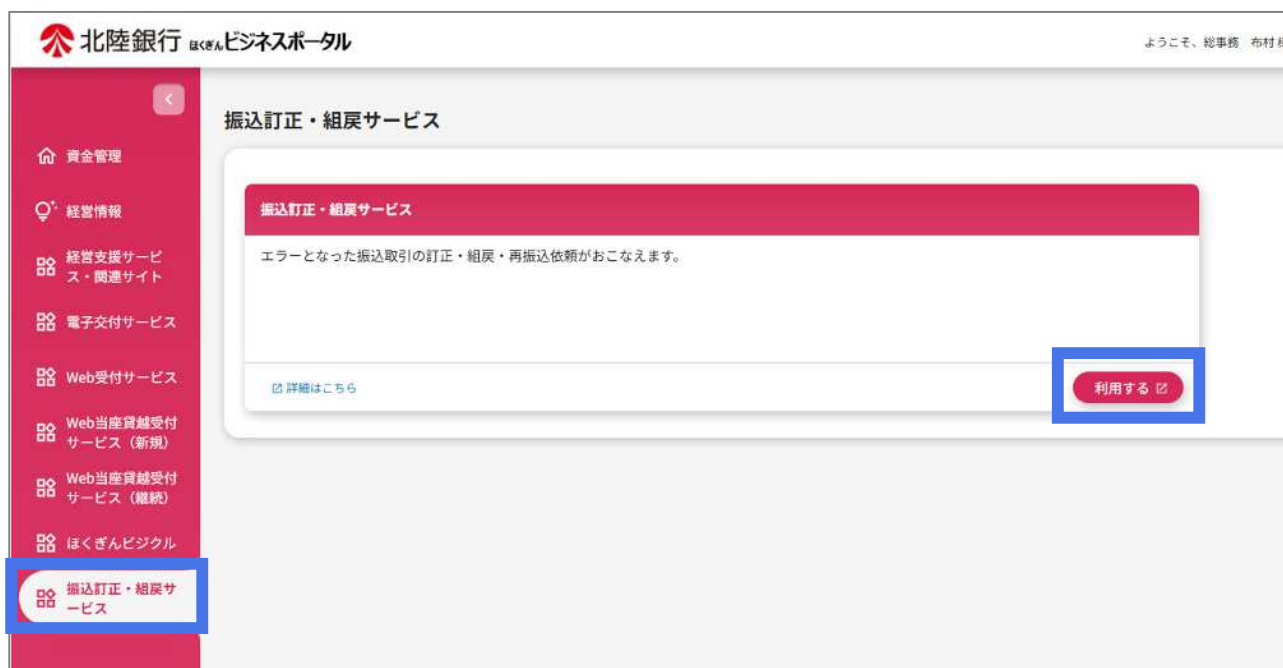 北陸銀行 ほくぎんビジネスポータル
ようこそ、総事務 布村様
振込訂正・組戻サービス
資金管理
経営情報
経営支援サービ
ス・関連サイト
電子交付サービス
Web受付サービス
Web当座貸越受付
サービス（新規）
Web当座貸越受付
サービス（継続）
ほくぎんビジクル
振込訂正・組戻サ
ービス
振込訂正・組戻サービス
エラーとなった振込取引の訂正・組戻・再振込依頼がおこなえます。
詳細はこちら
利用する